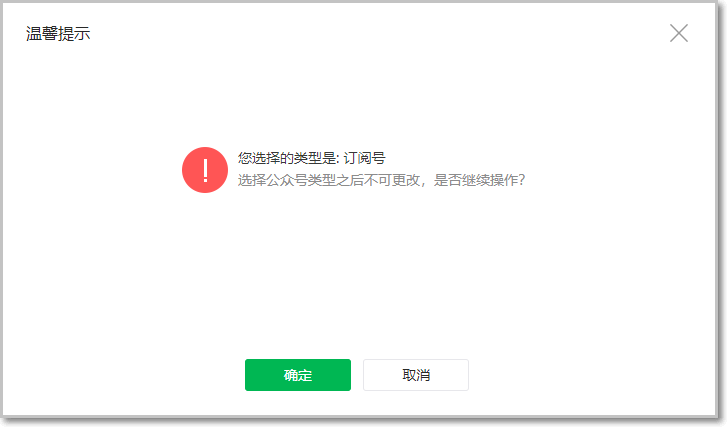 温馨提示
您选择的类型是: 订阅号
选择公众号类型之后不可更改，是否继续操作?
确定
取消